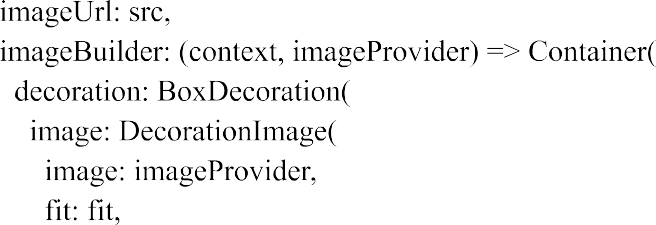 imageUrl: src,
imageBuilder: (context, imageProvider) => Container(
decoration: BoxDecoration(
image: DecorationImage(
image: imageProvider,
fit: fit,